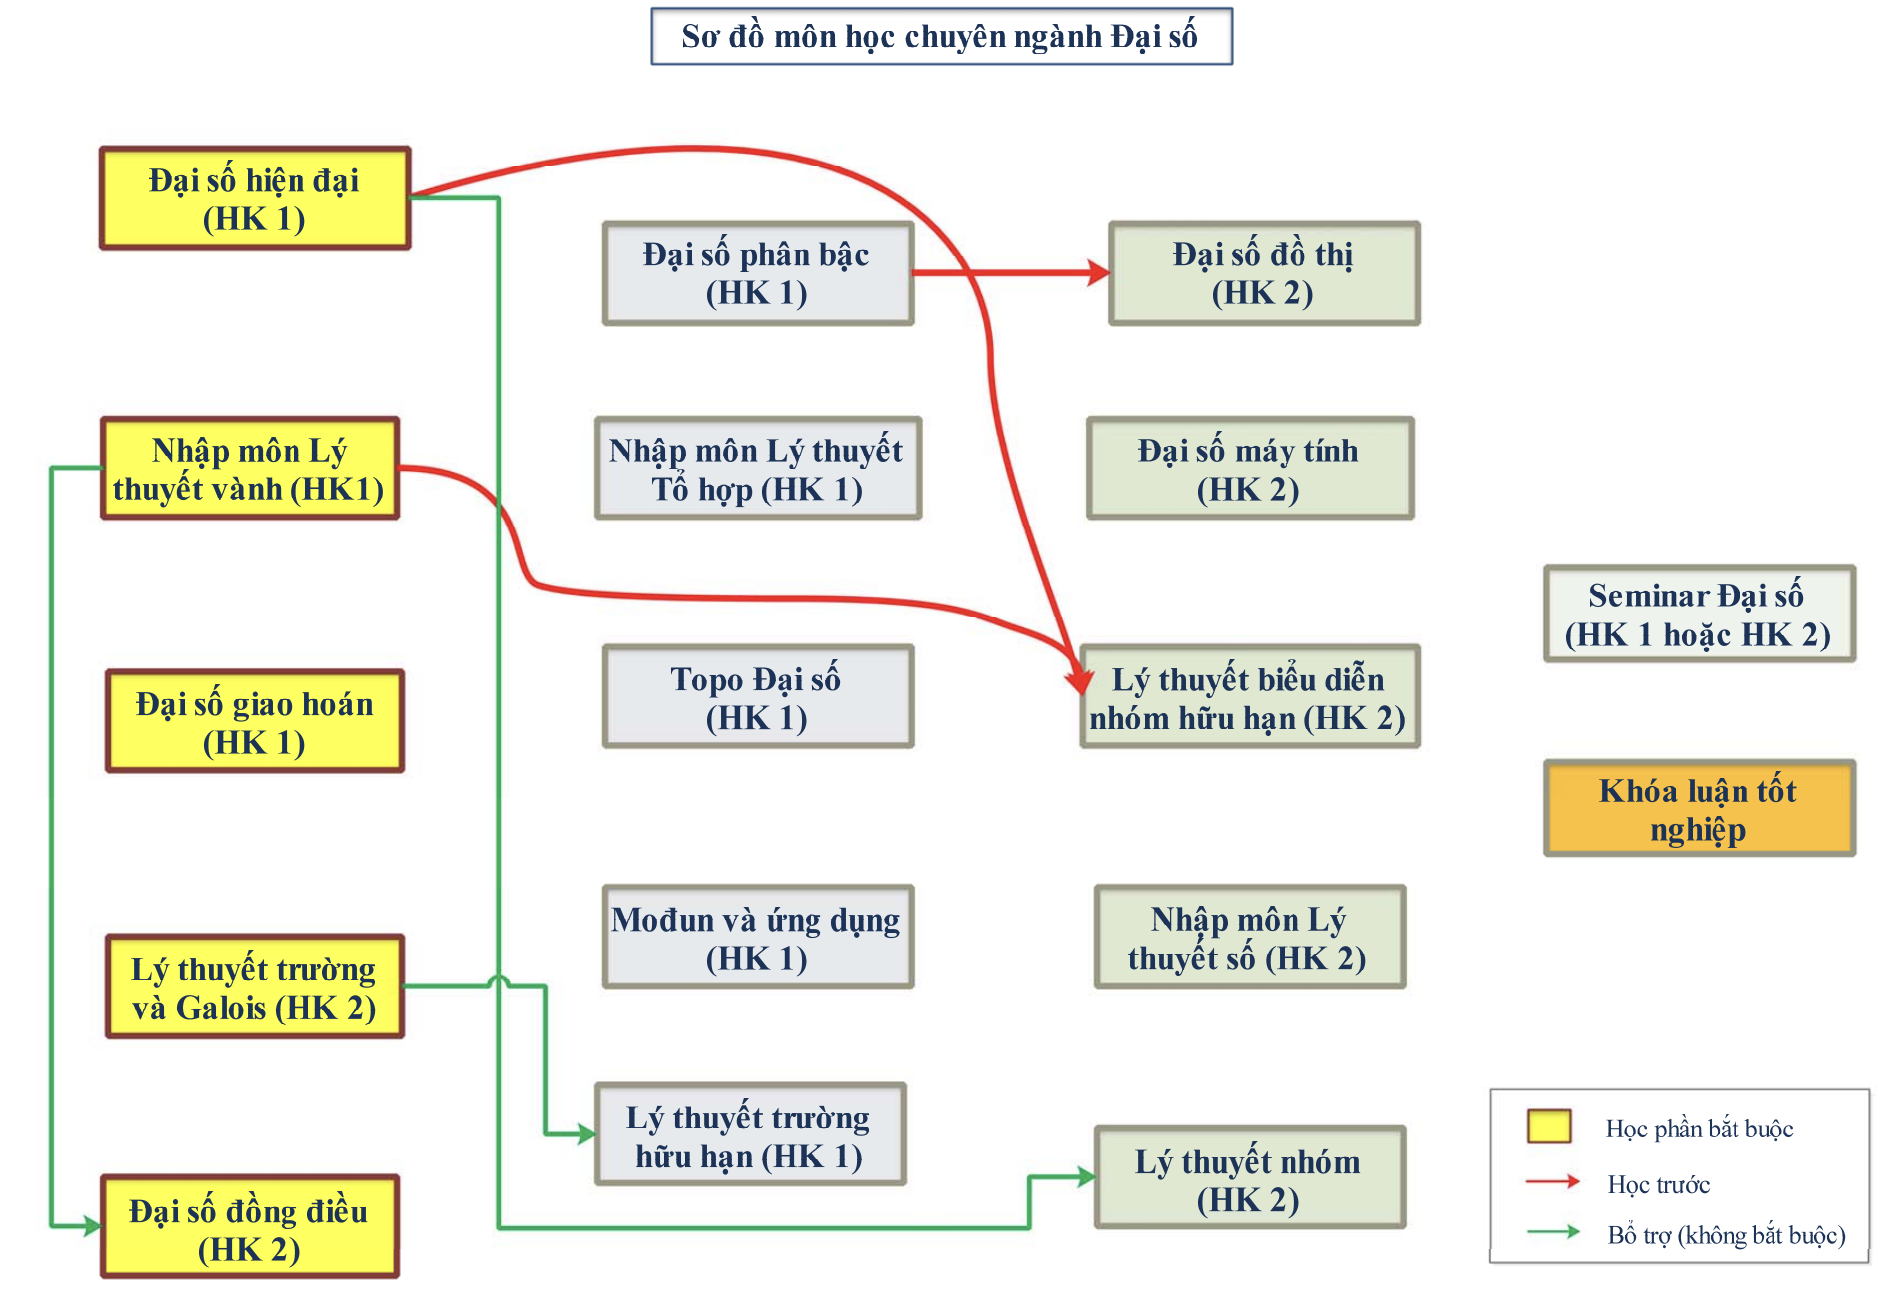 Sơ đồ môn học chuyên ngành Đại số
Đại số hiện đại
(HK 1)
Nhập môn Lý
thuyết vành (HK1)
Đại số giao hoán
(HK 1)
Lý thuyết trường
và Galois (HK 2)
Đại số đồng điều
(HK 2)
Đại số phân bậc
(HK 1)
Nhập môn Lý thuyết
Tổ hợp (HK 1)
Topo Đại số
(HK 1)
Mođun và ứng dụng
(HK 1)
Lý thuyết trường
hữu hạn (HK 1)
Đại số đồ thị
(HK 2)
Đại số máy tính
(HK 2)
Lý thuyết biểu diễn
nhóm hữu hạn (HK 2)
Nhập môn Lý
thuyết số (HK 2)
Lý thuyết nhóm
(HK 2)
Seminar Đại số
(HK 1 hoặc HK 2)
Khóa luận tốt
nghiệp
Học phần bắt buộc
Học trước
Bổ trợ (không bắt buộc)